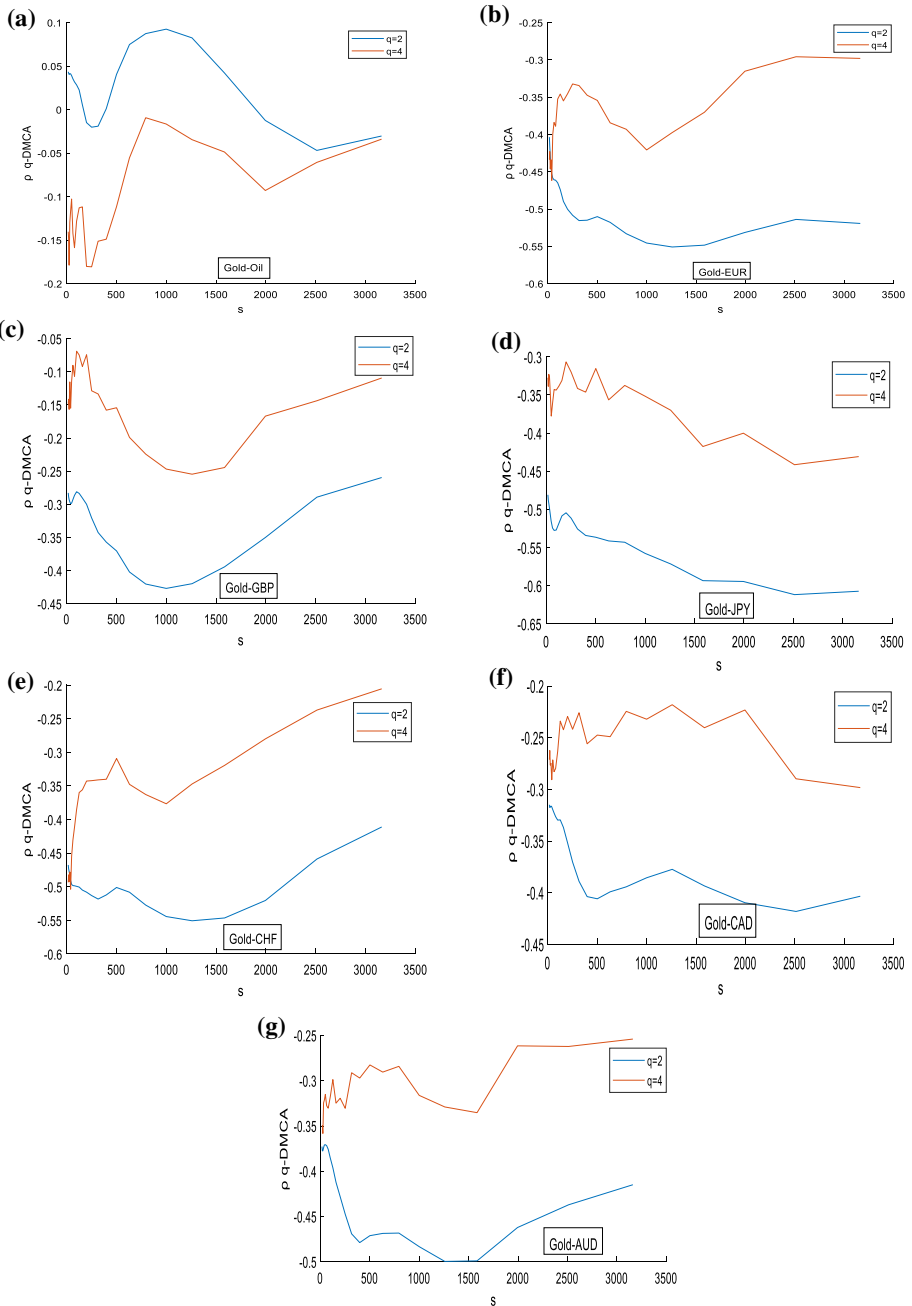 (a)
0.1
0.05
0
-0.05
-0.1
-0.15
-0.2
ρ q-DMCA
q=2
q=4
Gold-Oil
0 500 1000 1500 2000 2500 3000 3500
s
(b)
-0.25
-0.3
-0.35
-0.4
-0.45
-0.5
-0.55
-0.6
ρ q-DMCA
q=2
q=4
Gold-EUR
0 500 1000 1500 2000 2500 3000 3500
s
(c)
-0.05
-0.1
-0.15
-0.2
-0.25
-0.3
-0.35
-0.4
-0.45
ρ q-DMCA
q=2
q=4
Gold-GBP
0 500 1000 1500 2000 2500 3000 3500
s
(d)
-0.3
-0.35
-0.4
-0.45
-0.5
-0.55
-0.6
-0.65
ρ q-DMCA
q=2
q=4
Gold-JPY
0 500 1000 1500 2000 2500 3000 3500
s
(e)
-0.2
-0.25
-0.3
-0.35
-0.4
-0.45
-0.5
-0.55
-0.6
ρ q-DMCA
q=2
q=4
Gold-CHF
0 500 1000 1500 2000 2500 3000 3500
s
(f)
-0.2
-0.25
-0.3
-0.35
-0.4
-0.45
ρ q-DMCA
q=2
q=4
Gold-CAD
0 500 1000 1500 2000 2500 3000 3500
s
(g)
-0.25
-0.3
-0.35
-0.4
-0.45
-0.5
ρ q-DMCA
q=2
q=4
Gold-AUD
0 500 1000 1500 2000 2500 3000 3500
s